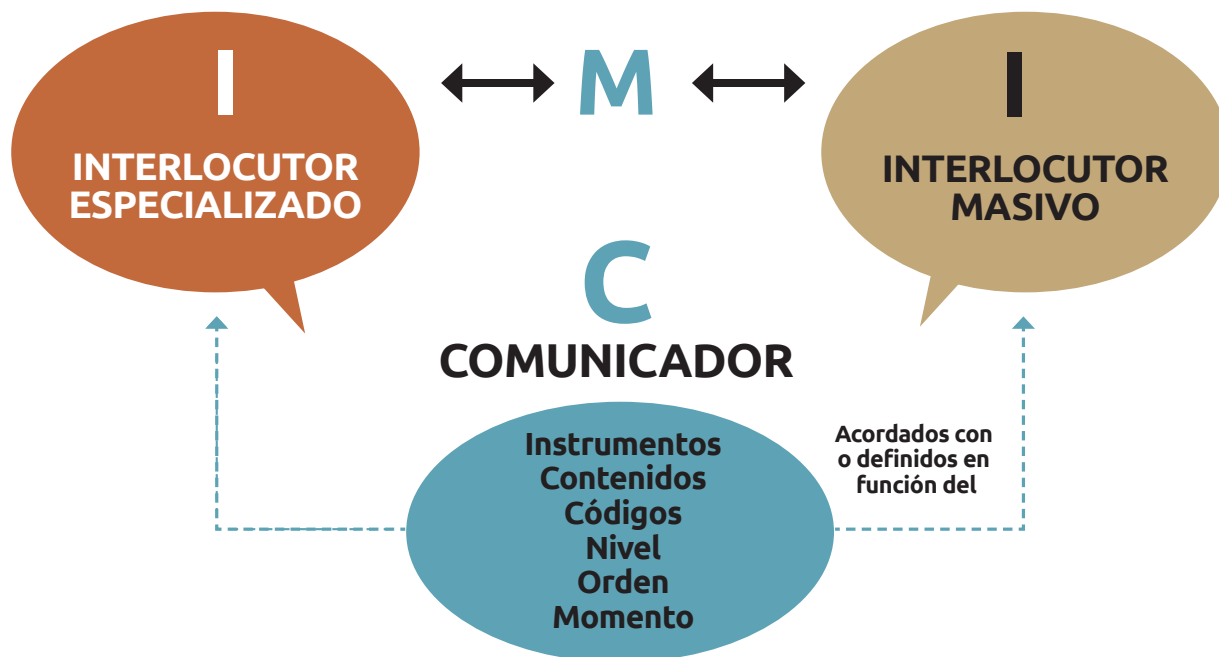 I
M
I
INTERLOCUTOR
ESPECIALIZADO
INTERLOCUTOR
MASIVO
C
COMUNICADOR
Instrumentos
Contenidos
Códigos
Nivel
Orden
Momento
Acordados con
o definidos en
función del